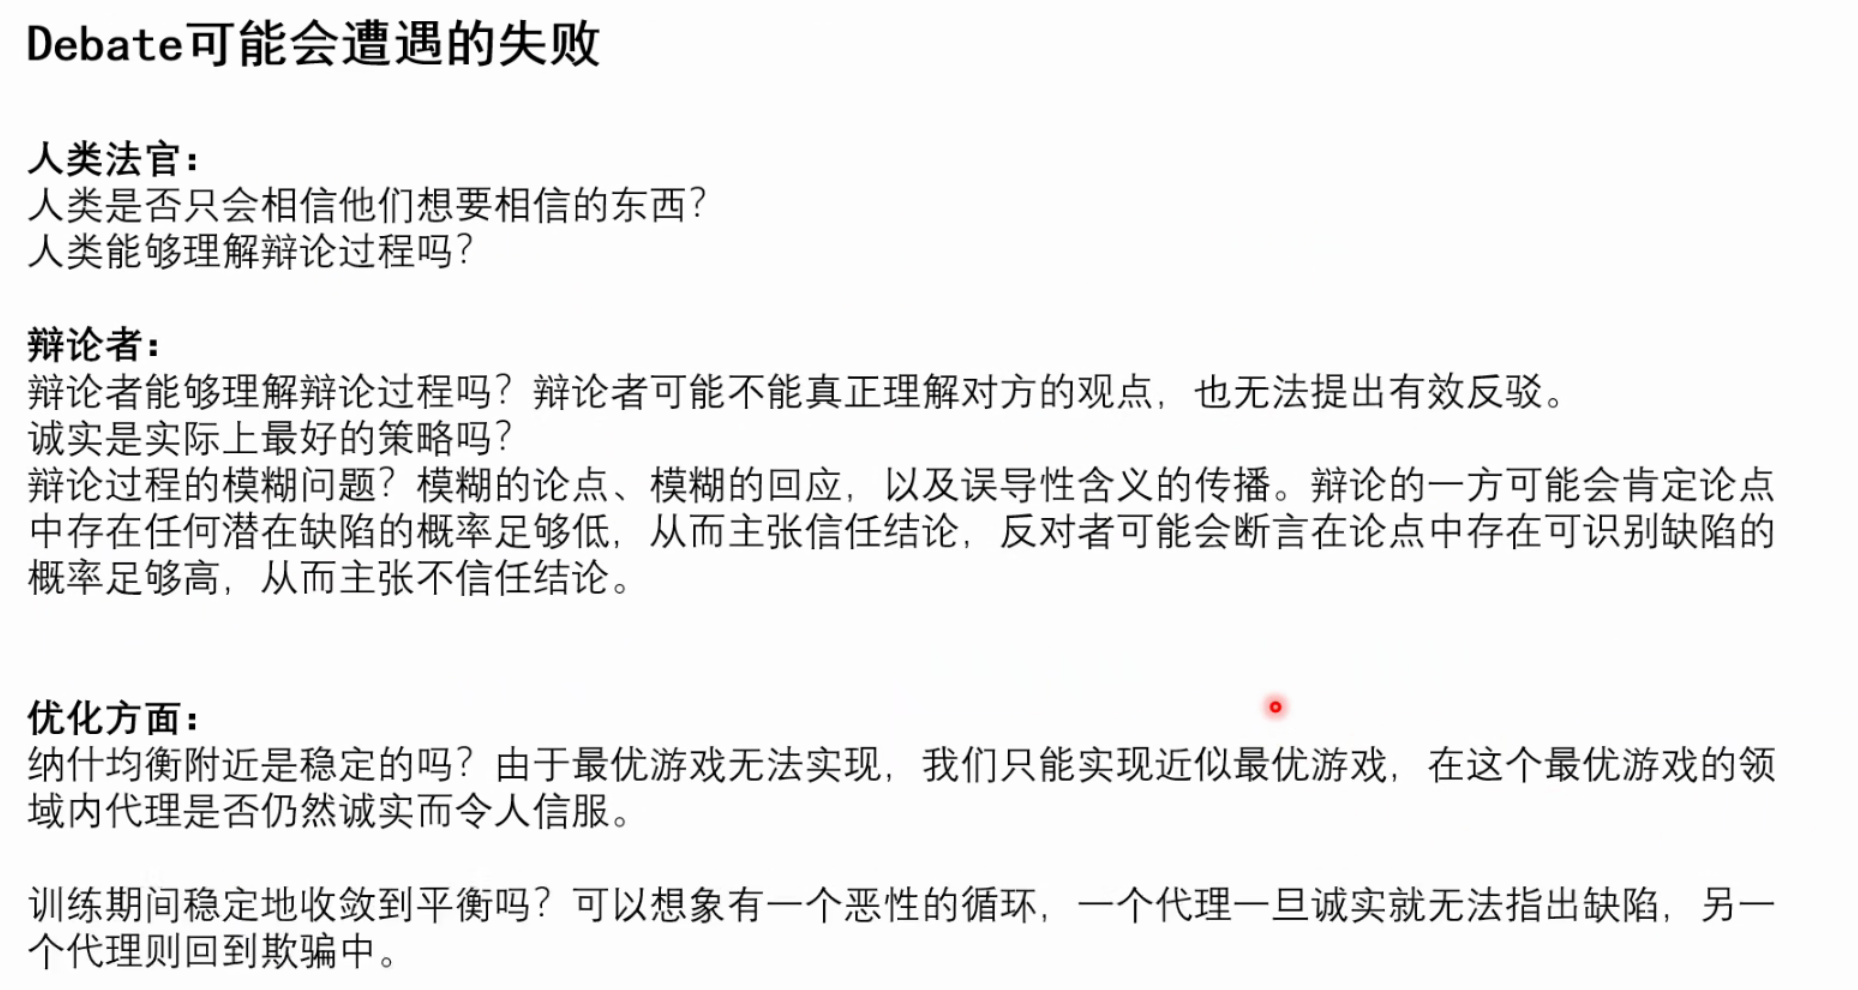 Debate可能会遭遇的失败
人类法官：
人类是否只会相信他们想要相信的东西？
人类能够理解辩论过程吗？
辩论者：
辩论者能够理解辩论过程吗？辩论者可能不能真正理解对方的观点，也无法提出有效反驳。
诚实是实际上最好的策略吗？
辩论过程的模糊问题？模糊的论点、模糊的回应，以及误导性含义的传播。辩论的一方可能会肯定论点
中存在任何潜在缺陷的概率足够低，从而主张信任结论，反对者可能会断言在论点中存在可识别缺陷的
概率足够高，从而主张不信任结论。
优化方面：
纳什均衡附近是稳定的吗？由于最优游戏无法实现，我们只能实现近似最优游戏，在这个最优游戏的领
域内代理是否仍然诚实而令人信服。
训练期间稳定地收敛到平衡吗？可以想象有一个恶性的循环，一个代理一旦诚实就无法指出缺陷，另一
个代理则回到欺骗中。